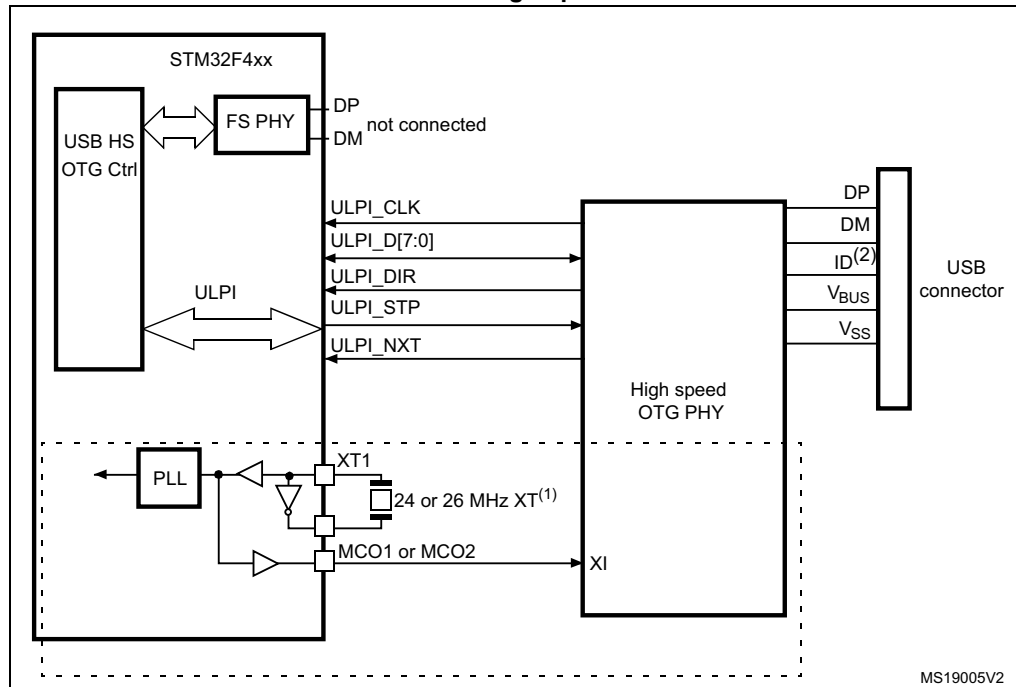 STM32F4xx
USB HS
OTG Ctrl
FS PHY
DP
DM
not connected
ULPI
ULPI_CLK
ULPI_D[7:0]
ULPI_DIR
ULPI_STP
ULPI_NXT
High speed
OTG PHY
DP
DM
ID(2)
VBUS
VSS
USB
connector
PLL
XT1
24 or 26 MHz XT(1)
MCO1 or MCO2
XI
MS19005V2